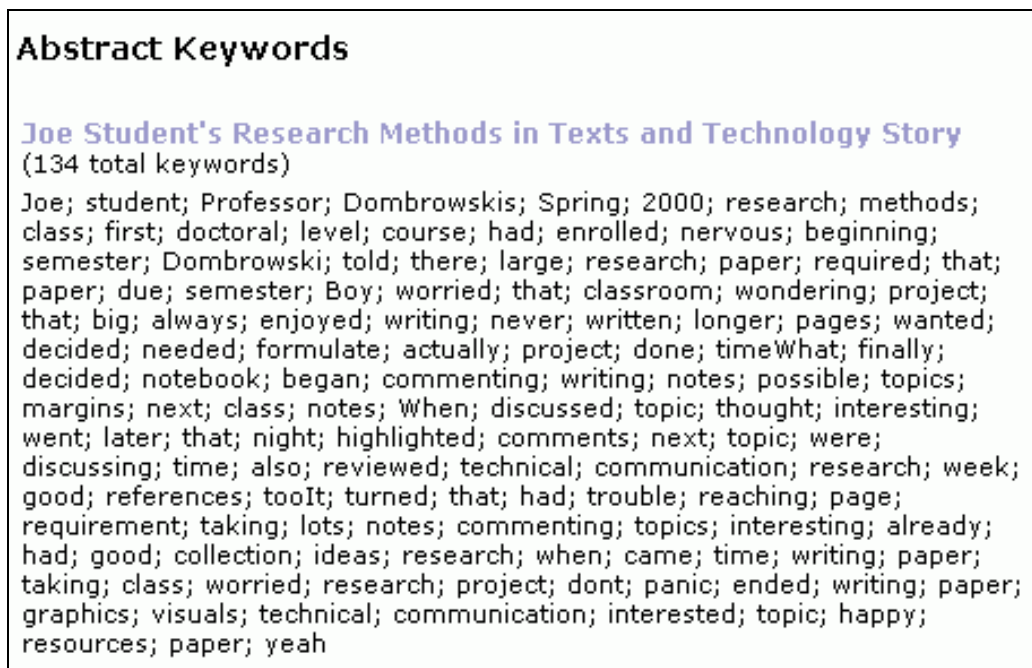 Abstract Keywords
Joe Student's Research Methods in Texts and Technology Story
(134 total keywords)
Joe; student; Professor; Dombrowskis; Spring; 2000; research; methods;
class; first; doctoral; level; course; had; enrolled; nervous; beginning;
semester; Dombrowski; told; there; large; research; paper; required; that;
paper; due; semester; Boy; worried; that; classroom; wondering; project;
that; big; always; enjoyed; writing; never; written; longer; pages; wanted;
decided; needed; formulate; actually; project; done; timeWhat; finally;
decided; notebook; began; commenting; writing; notes; possible; topics;
margins; next; class; notes; When; discussed; topic; thought; interesting;
went; later; that; night; highlighted; comments; next; topic; were;
discussing; time; also; reviewed; technical; communication; research; week;
good; references; tooIt; turned; that; had; trouble; reaching; page;
requirement; taking; lots; notes; commenting; topics; interesting; already;
had; good; collection; ideas; research; when; came; time; writing; paper;
taking; class; worried; research; project; dont; panic; ended; writing; paper;
graphics; visuals; technical; communication; interested; topic; happy;
resources; paper; yeah